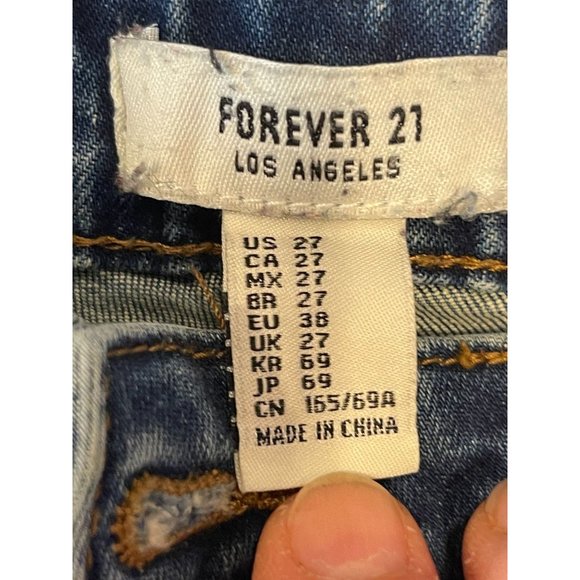 FOREVER 21
LOS ANGELES
US 27
CA 27
MX 27
BR 27
EU 38
UK 27
KR 69
JP 69
CN 165/69A
MADE IN CHINA